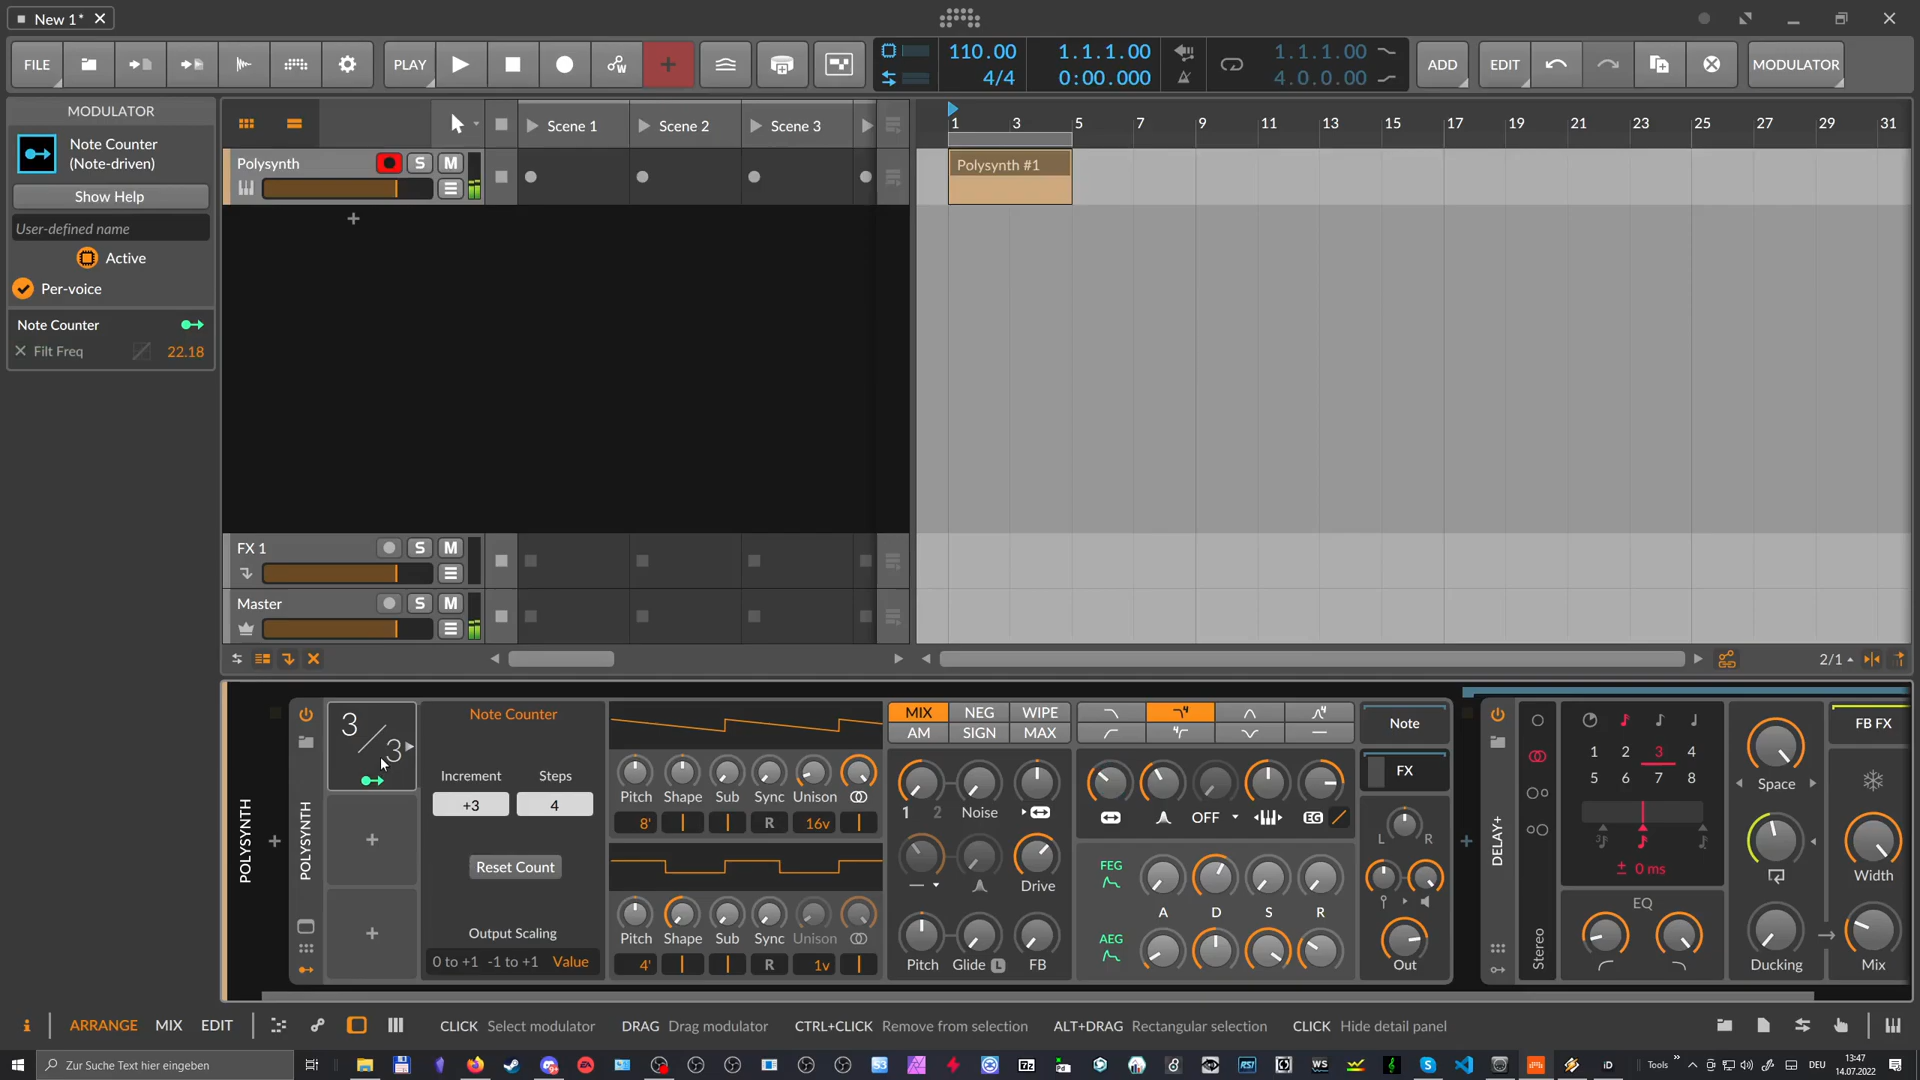 New 1*
FILE
PLAY
110.00
4/4
1.1.1.00
0:00.000
1.1.1.00
4.0.0.00
ADD
EDIT
MODULATOR
MODULATOR
Note Counter
(Note-driven)
Show Help
User-defined name
Active
Per-voice
Note Counter
Filt Freq 22.18
Scene 1 Scene 2 Scene 3
Polysynth
S M
1 3 5 7 9 11 13 15 17 19 21 23 25 27 29 31
Polysynth #1
FX 1
S M
Master
S M
2/1
POLYSYNTH
POLYSYNTH
3/3
Note Counter
Increment Steps
+3 4
Reset Count
Output Scaling
0 to +1 -1 to +1 Value
Pitch Shape Sub Sync Unison
8' R 16v
Pitch Shape Sub Sync Unison
4' R 1v
MIX NEG WIPE
AM SIGN MAX
1 2 Noise
Drive
Pitch Glide L FB
OFF EG
FEG
A D S R
AEG
Note
FX
L R
Out
DELAY+
Stereo
1 2 3 4
5 6 7 8
± 0 ms
EQ
Space
Ducking
FB FX
Width
Mix
ARRANGE MIX EDIT
CLICK Select modulator DRAG Drag modulator CTRL+CLICK Remove from selection ALT+DRAG Rectangular selection CLICK Hide detail panel
Zur Suche Text hier eingeben
Tools
DEU
13:47
14.07.2022